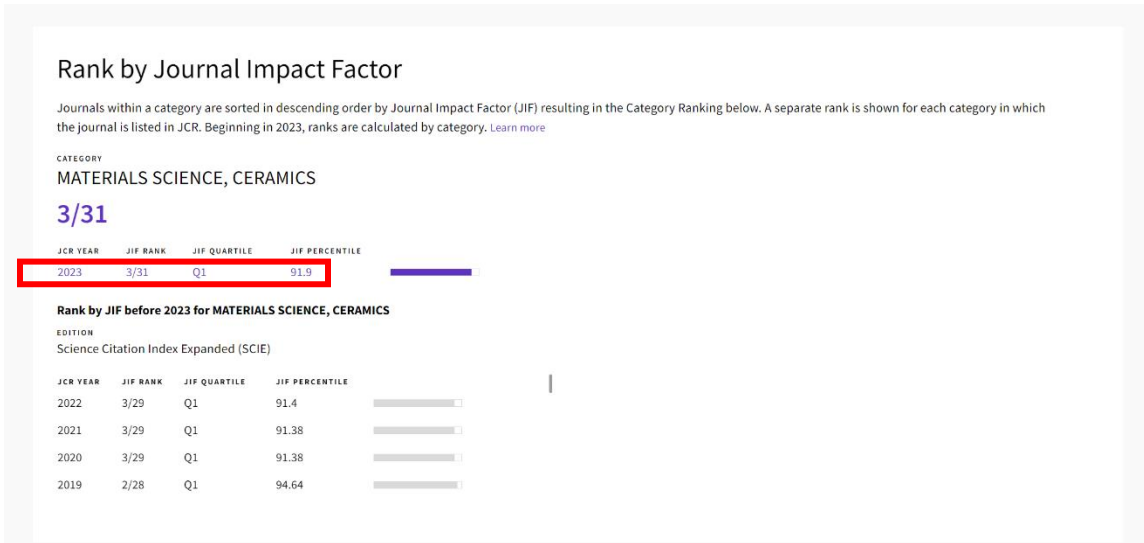 Rank by Journal Impact Factor
Journals within a category are sorted in descending order by Journal Impact Factor (JIF) resulting in the Category Ranking below. A separate rank is shown for each category in which
the journal is listed in JCR. Beginning in 2023, ranks are calculated by category. Learn more
CATEGORY
MATERIALS SCIENCE, CERAMICS
3/31
JCR YEAR JIF RANK JIF QUARTILE JIF PERCENTILE
2023 3/31 Q1 91.9
Rank by JIF before 2023 for MATERIALS SCIENCE, CERAMICS
EDITION
Science Citation Index Expanded (SCIE)
JCR YEAR JIF RANK JIF QUARTILE JIF PERCENTILE
2022 3/29 Q1 91.4
2021 3/29 Q1 91.38
2020 3/29 Q1 91.38
2019 2/28 Q1 94.64